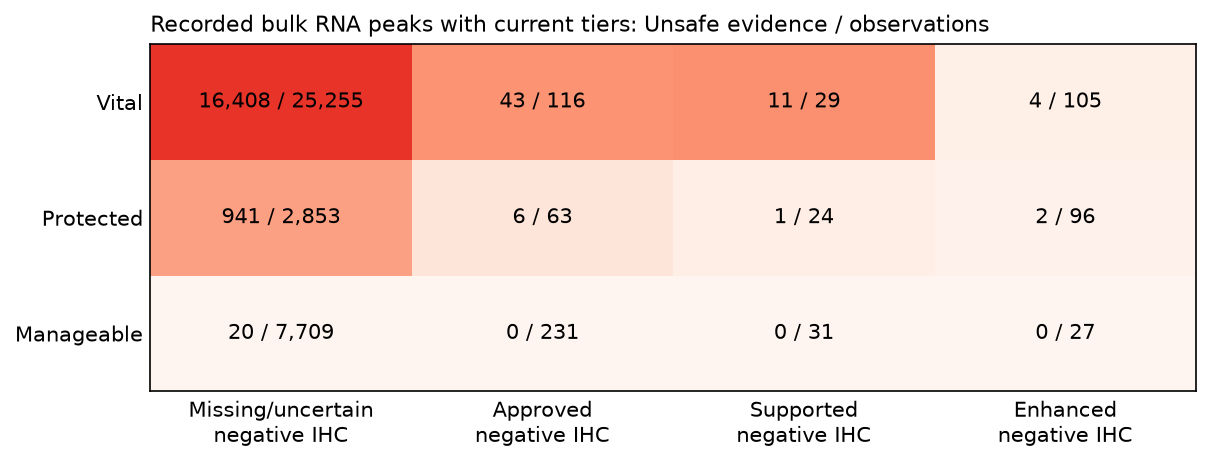 Recorded bulk RNA peaks with current tiers: Unsafe evidence / observations
Vital
16,408 / 25,255
43 / 116
11 / 29
4 / 105
Protected
941 / 2,853
6 / 63
1 / 24
2 / 96
Manageable
20 / 7,709
0 / 231
0 / 31
0 / 27
Missing/uncertain
negative IHC
Approved
negative IHC
Supported
negative IHC
Enhanced
negative IHC